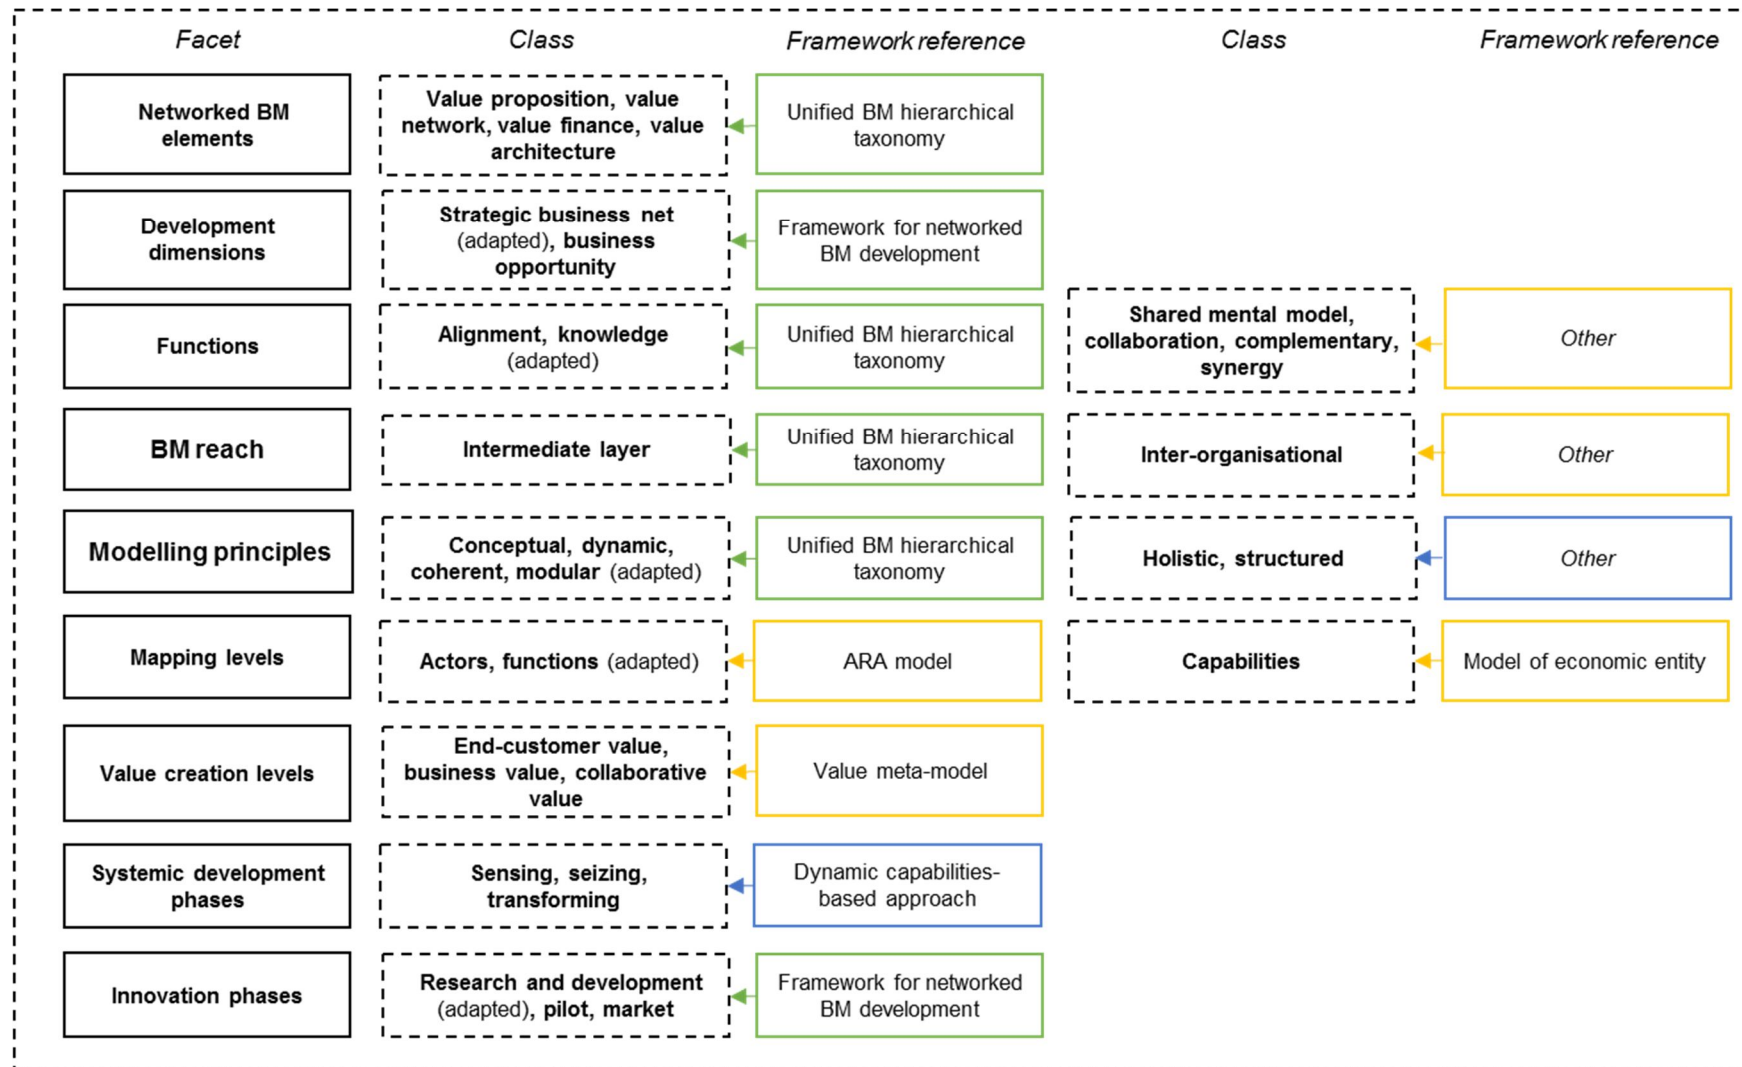 Facet
Class
Framework reference
Class
Framework reference
Networked BM
elements
Value proposition, value
network, value finance, value
architecture
Unified BM hierarchical
taxonomy
Development
dimensions
Strategic business net
(adapted), business
opportunity
Framework for networked
BM development
Functions
Alignment, knowledge
(adapted)
Unified BM hierarchical
taxonomy
Shared mental model,
collaboration, complementary,
synergy
Other
BM reach
Intermediate layer
Unified BM hierarchical
taxonomy
Inter-organisational
Other
Modelling principles
Conceptual, dynamic,
coherent, modular (adapted)
Unified BM hierarchical
taxonomy
Holistic, structured
Other
Mapping levels
Actors, functions (adapted)
ARA model
Capabilities
Model of economic entity
Value creation levels
End-customer value,
business value, collaborative
value
Value meta-model
Systemic development
phases
Sensing, seizing,
transforming
Dynamic capabilities-
based approach
Innovation phases
Research and development
(adapted), pilot, market
Framework for networked
BM development